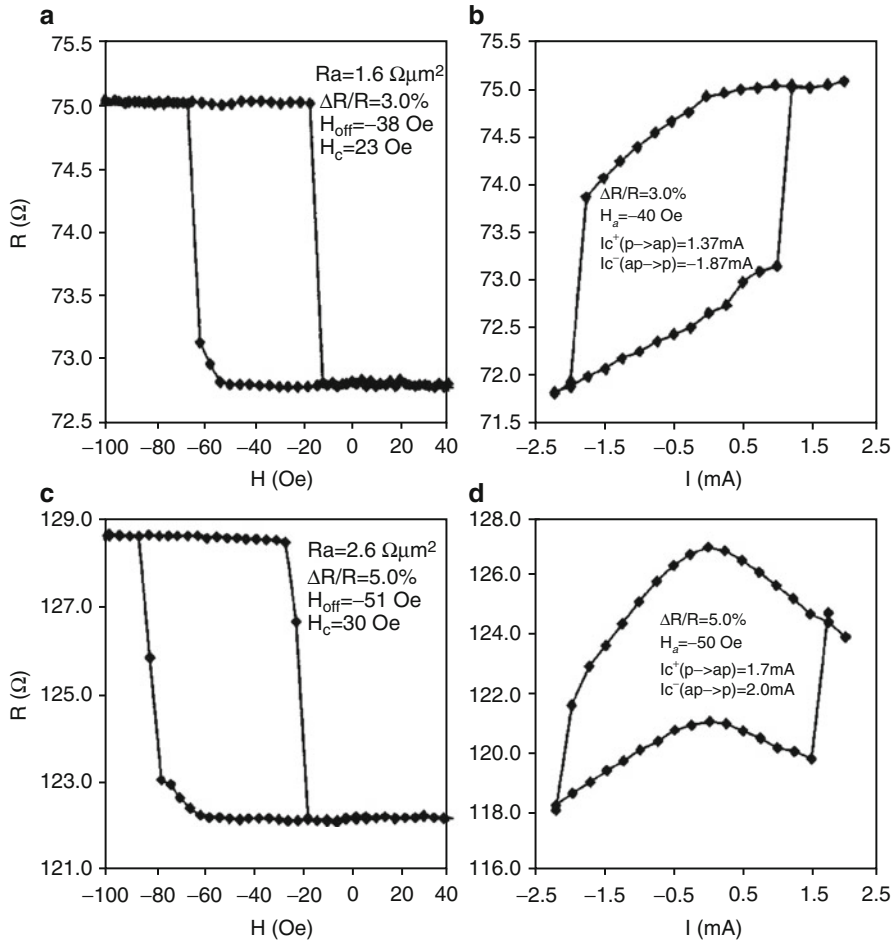 a
75.5
75.0
74.5
74.0
73.5
73.0
72.5
R (Ω)
Ra=1.6 Ωμm²
ΔR/R=3.0%
H_off=−38 Oe
H_c=23 Oe
−100 −80 −60 −40 −20 0 20 40
H (Oe)
b
75.5
75.0
74.5
74.0
73.5
73.0
72.5
72.0
71.5
ΔR/R=3.0%
H_a=−40 Oe
Ic⁺(p−>ap)=1.37mA
Ic⁻(ap−>p)=−1.87mA
−2.5 −1.5 −0.5 0.5 1.5 2.5
I (mA)
c
129.0
127.0
125.0
123.0
121.0
R (Ω)
Ra=2.6 Ωμm²
ΔR/R=5.0%
H_off=−51 Oe
H_c=30 Oe
−100 −80 −60 −40 −20 0 20 40
H (Oe)
d
128.0
126.0
124.0
121.0
120.0
118.0
116.0
ΔR/R=5.0%
H_a=−50 Oe
Ic⁺(p−>ap)=1.7mA
Ic⁻(ap−>p)=2.0mA
−2.5 −1.5 −0.5 0.5 1.5 2.5
I (mA)